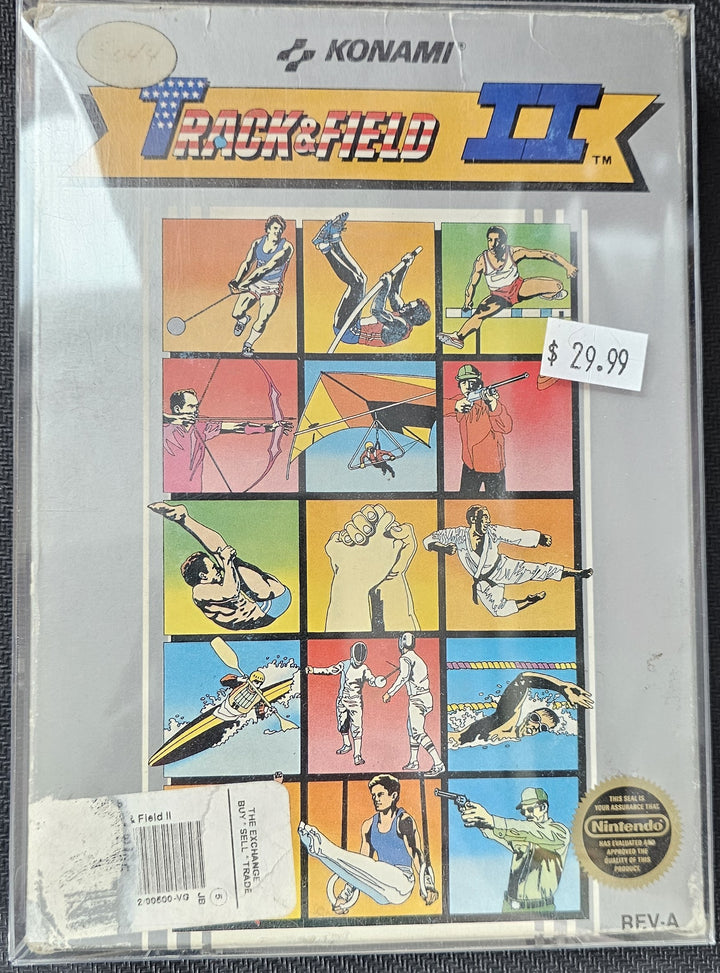 KONAMI®
TRACK & FIELD II
TM
$ 29.99
& Field II
THE EXCHANGE
BUY - SELL - TRADE
JB
THIS SEAL IS
YOUR ASSURANCE THAT
Nintendo
HAS EVALUATED AND
APPROVED THE
QUALITY OF THIS
PRODUCT.
REV-A